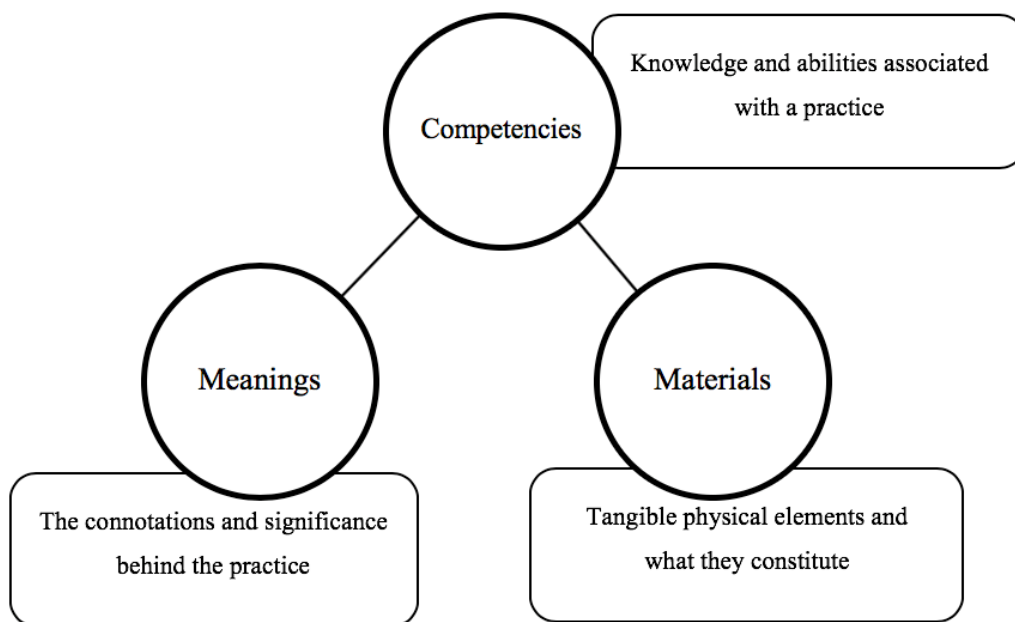 Competencies
Knowledge and abilities associated
with a practice
Meanings
The connotations and significance
behind the practice
Materials
Tangible physical elements and
what they constitute